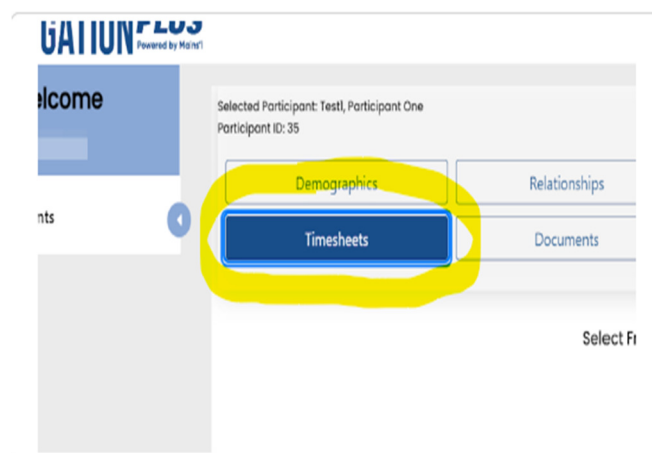 GATIONPLUS
Powered by Mains'l
elcome
Selected Participant: Testl, Participant One
Participant ID: 35
Demographics
Relationships
nts
Timesheets
Documents
Select Fr